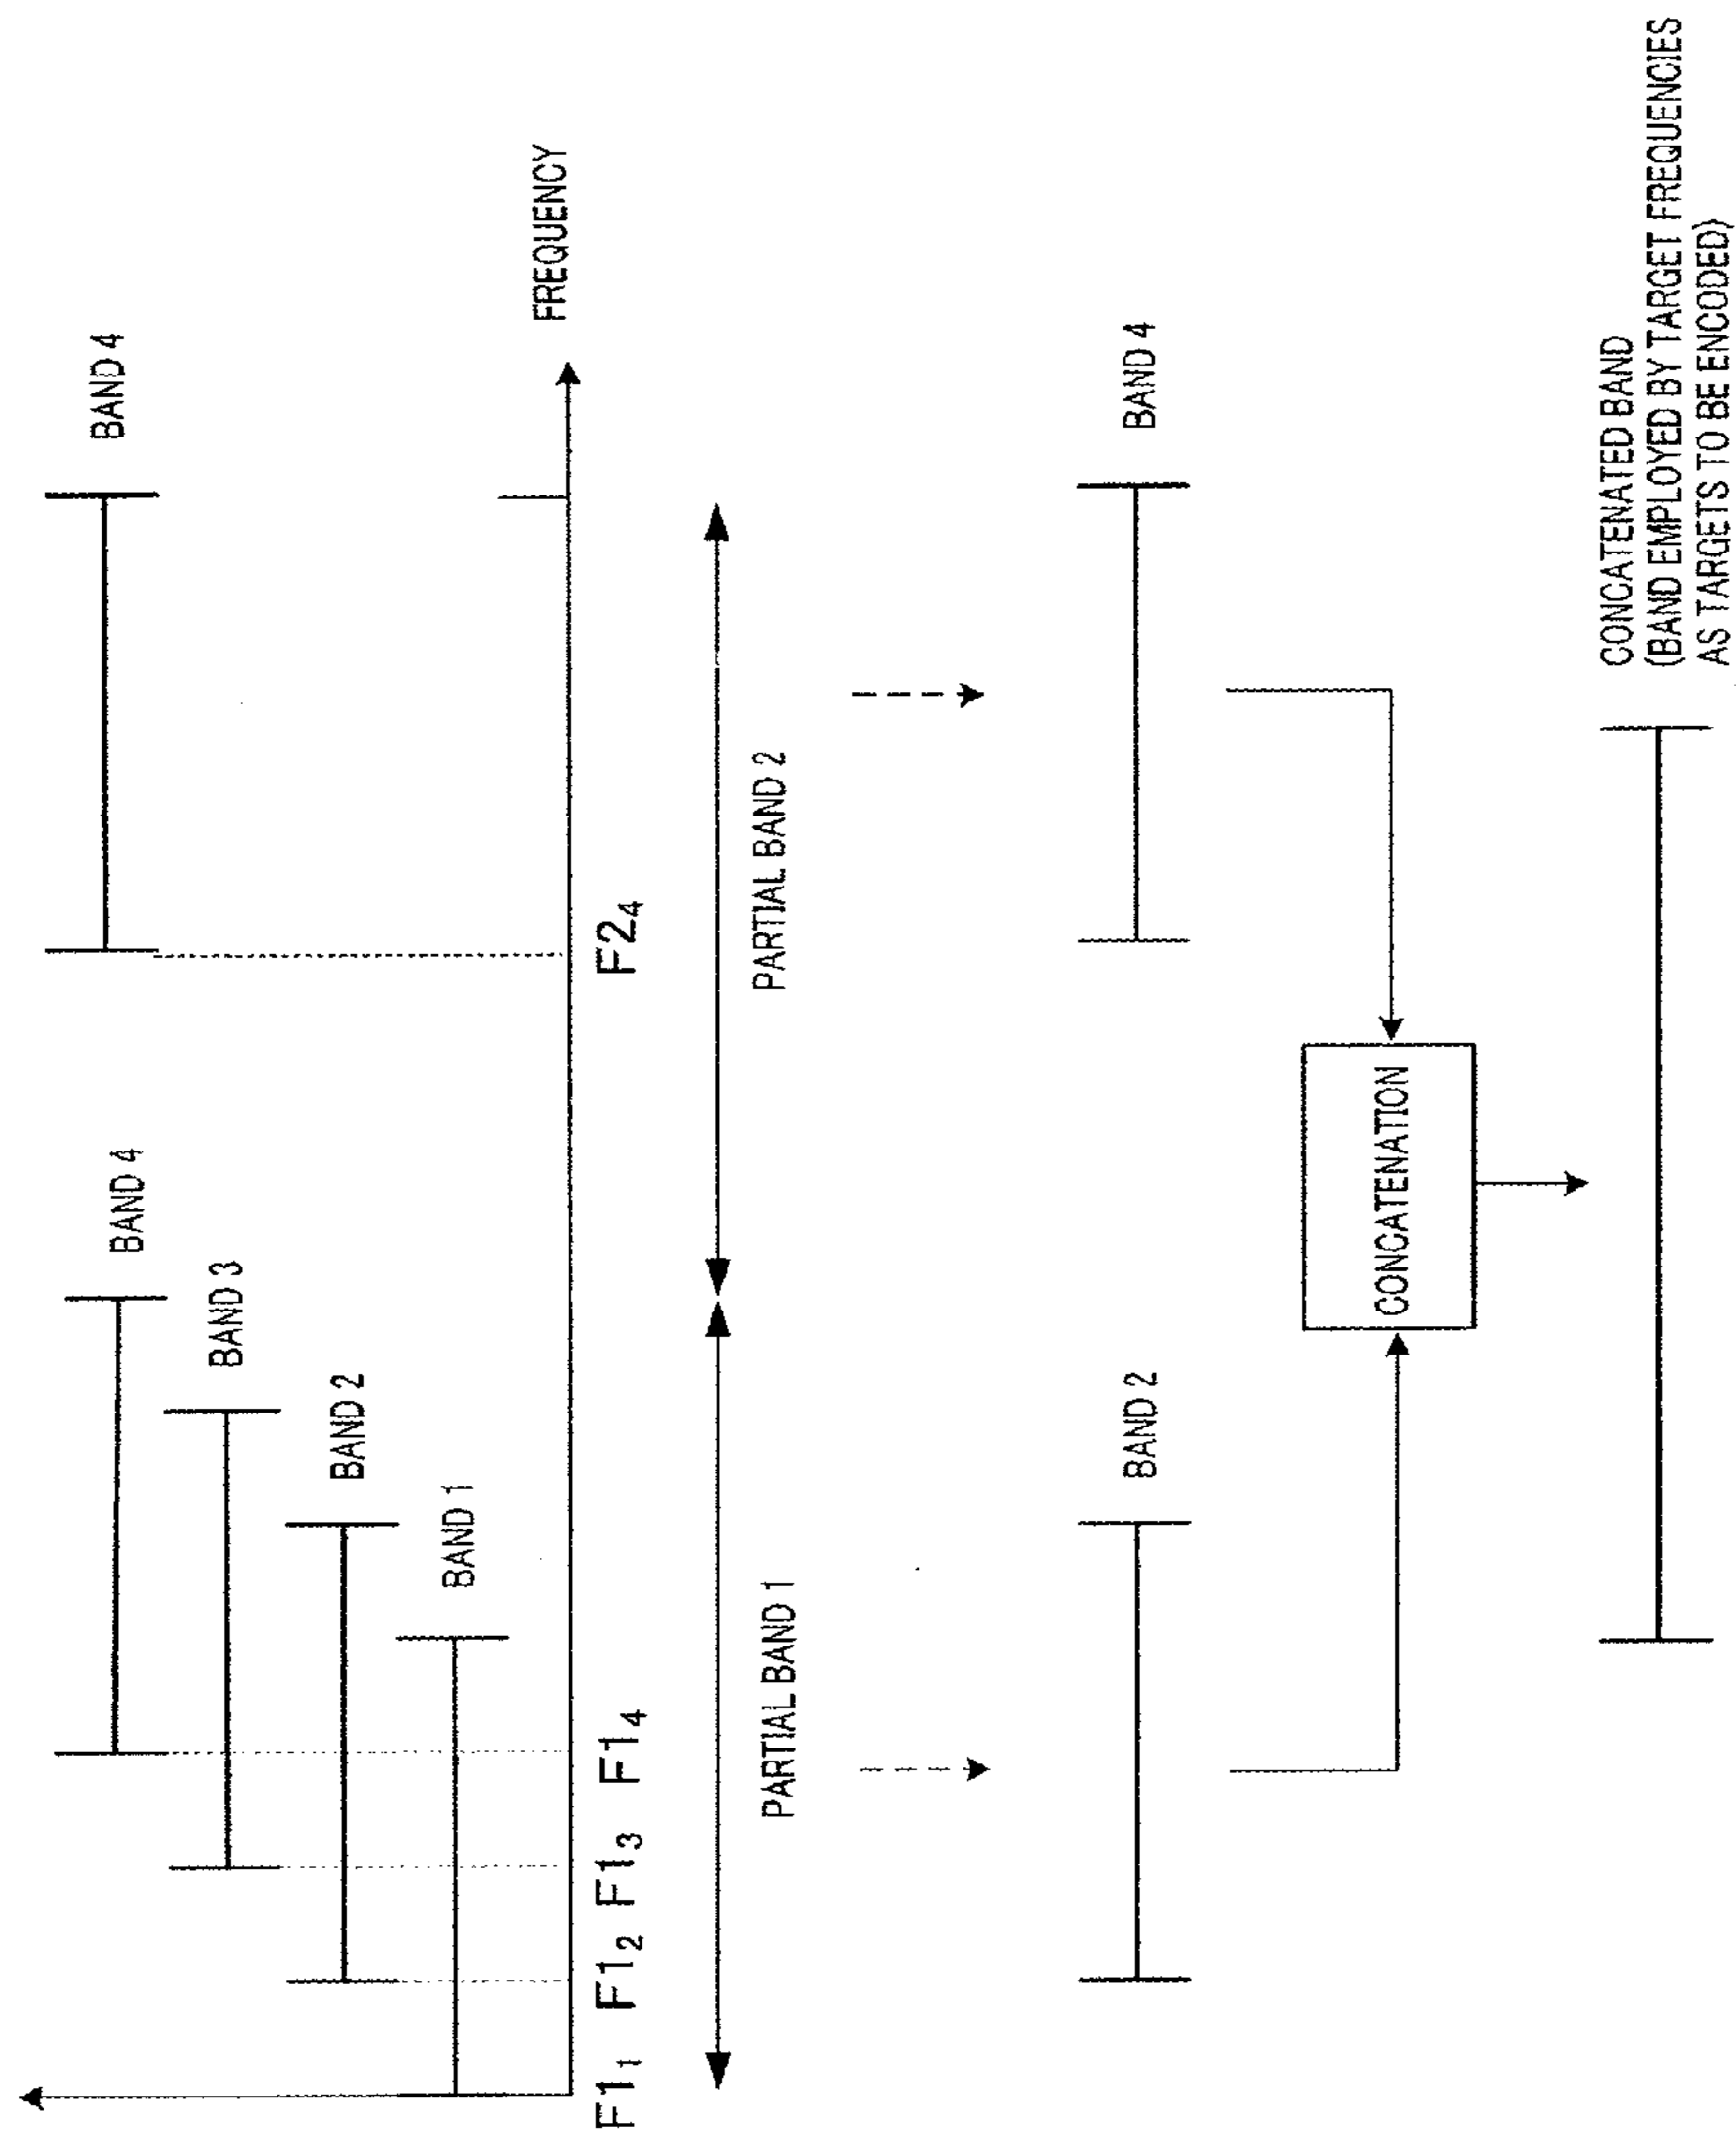 BAND 4
BAND 4
BAND 3
BAND 2
BAND 1
FREQUENCY
F1₁ F1₂ F1₃ F1₄
F2₄
PARTIAL BAND 1
PARTIAL BAND 2
BAND 2
BAND 4
CONCATENATION
CONCATENATED BAND
(BAND EMPLOYED BY TARGET FREQUENCIES
AS TARGETS TO BE ENCODED)